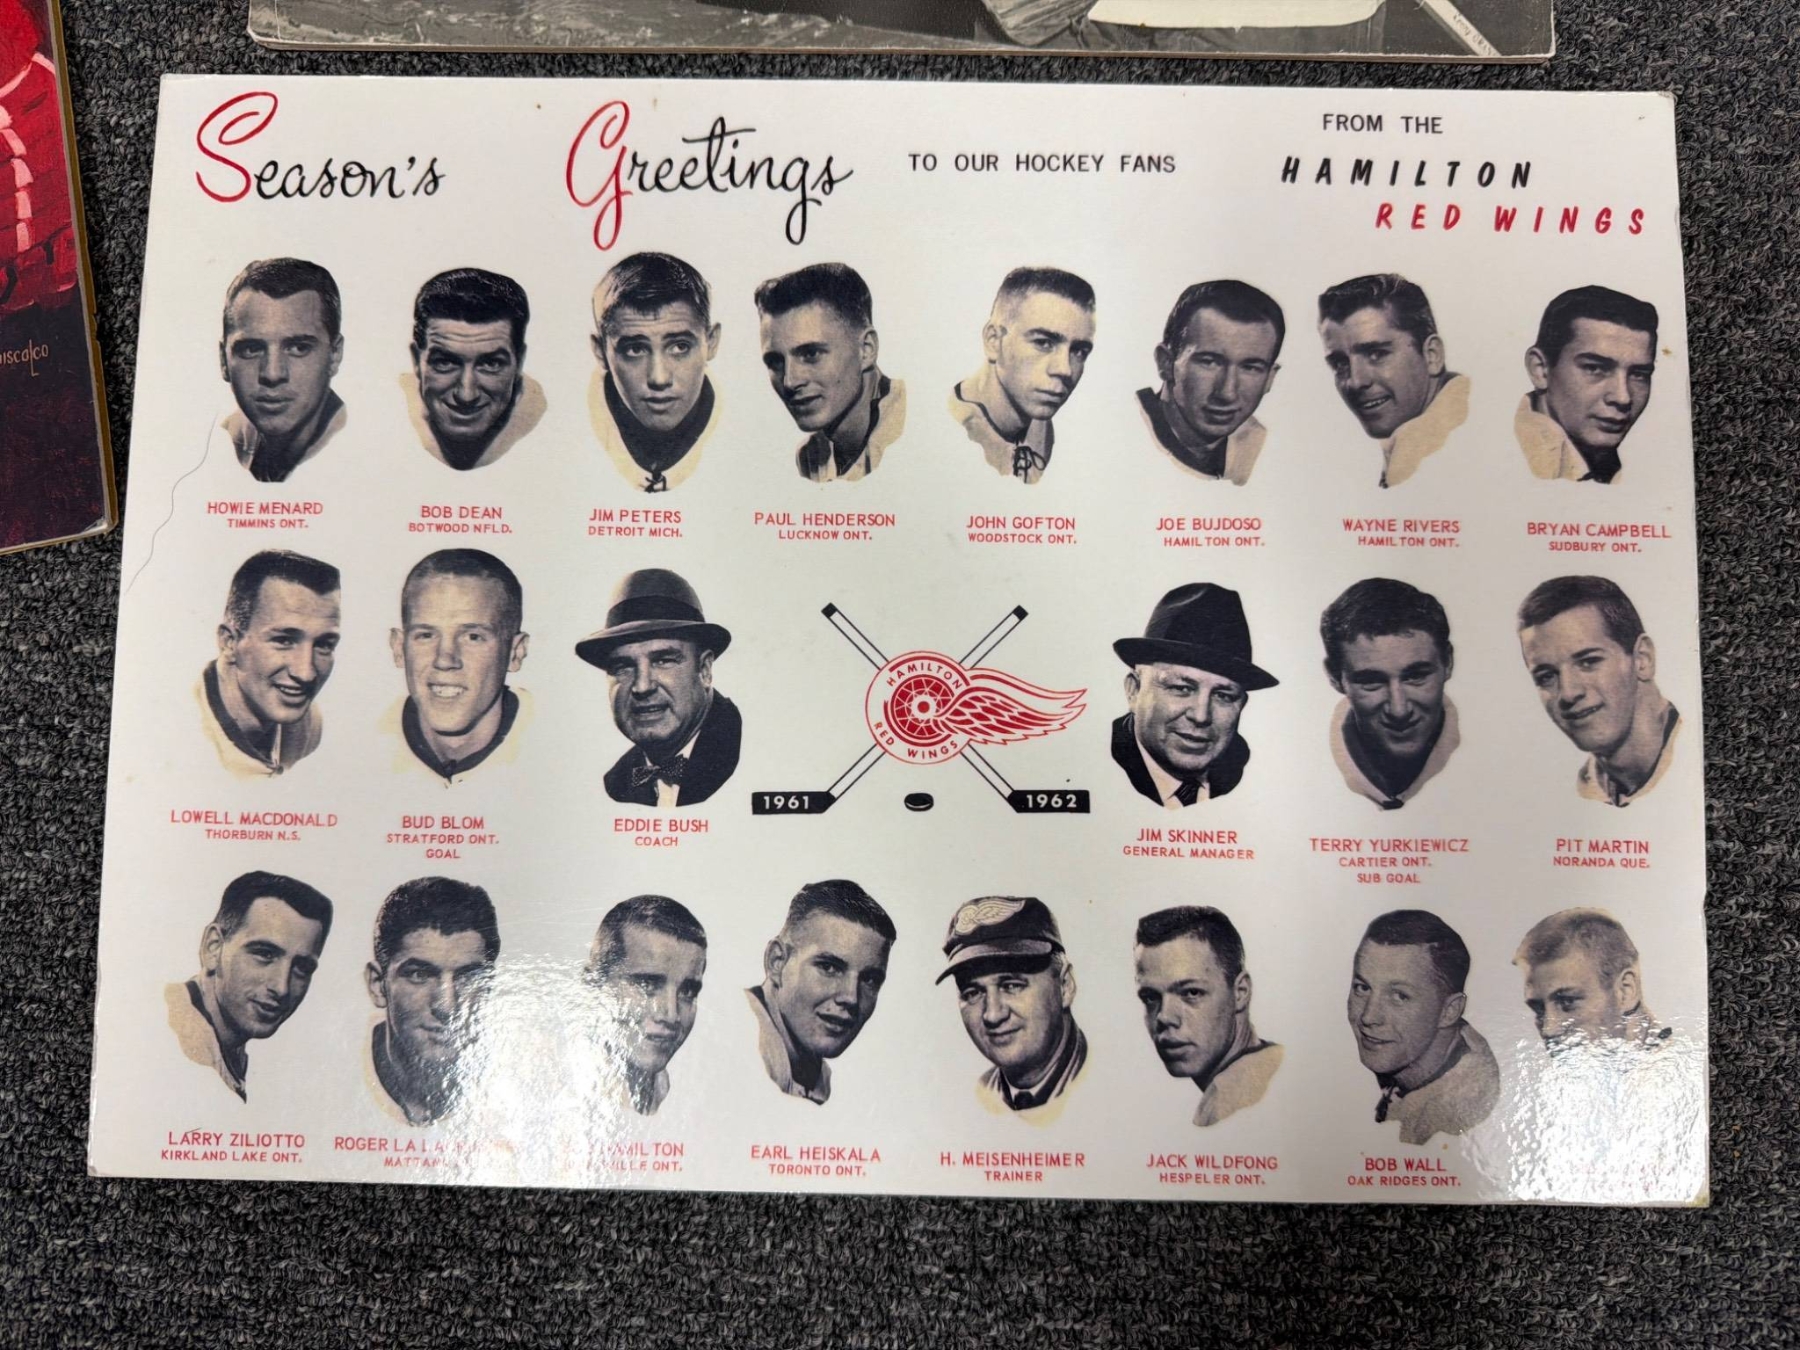 Season's Greetings TO OUR HOCKEY FANS
FROM THE
HAMILTON
RED WINGS
HOWIE MENARD
TIMMINS ONT.
BOB DEAN
BOTWOOD NFLD.
JIM PETERS
DETROIT MICH.
PAUL HENDERSON
LUCKNOW ONT.
JOHN GOFTON
WOODSTOCK ONT.
JOE BUJDOSO
HAMILTON ONT.
WAYNE RIVERS
HAMILTON ONT.
BRYAN CAMPBELL
SUDBURY ONT.
LOWELL MACDONALD
THORBURN N.S.
BUD BLOM
STRATFORD ONT.
GOAL
EDDIE BUSH
COACH
HAMILTON
RED WINGS
1961
1962
JIM SKINNER
GENERAL MANAGER
TERRY YURKIEWICZ
CARTIER ONT.
SUB GOAL
PIT MARTIN
NORANDA QUE.
LARRY ZILIOTTO
KIRKLAND LAKE ONT.
ROGER LA
HAMILTON
ONT.
EARL HEISKALA
TORONTO ONT.
H. MEISENHEIMER
TRAINER
JACK WILDFONG
HESPELER ONT.
BOB WALL
OAK RIDGES ONT.